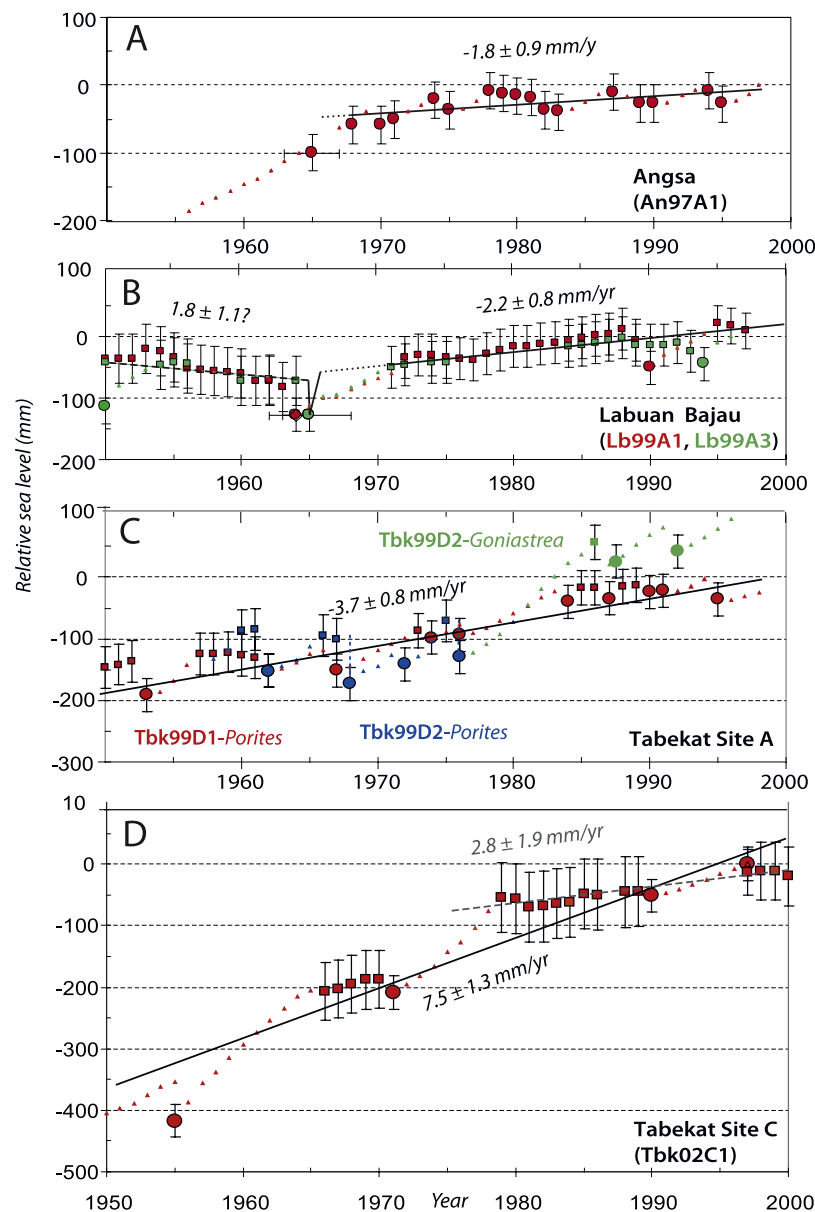 100
A
-1.8 ± 0.9 mm/y
0
-100
Angsa
(An97A1)
-200
1960 1970 1980 1990 2000
100
B
1.8 ± 1.1?
-2.2 ± 0.8 mm/yr
0
-100
Labuan Bajau
(Lb99A1, Lb99A3)
-200
1960 1970 1980 1990 2000
Relative sea level (mm)
100
C
Tbk99D2-Goniastrea
0
-3.7 ± 0.8 mm/yr
-100
-200
Tbk99D1-Porites Tbk99D2-Porites Tabekat Site A
-300
1960 1970 1980 1990 2000
10
D
2.8 ± 1.9 mm/yr
0
-100
7.5 ± 1.3 mm/yr
-200
-300
-400
Tabekat Site C
(Tbk02C1)
-500
1950 1960 1970 Year 1980 1990 2000